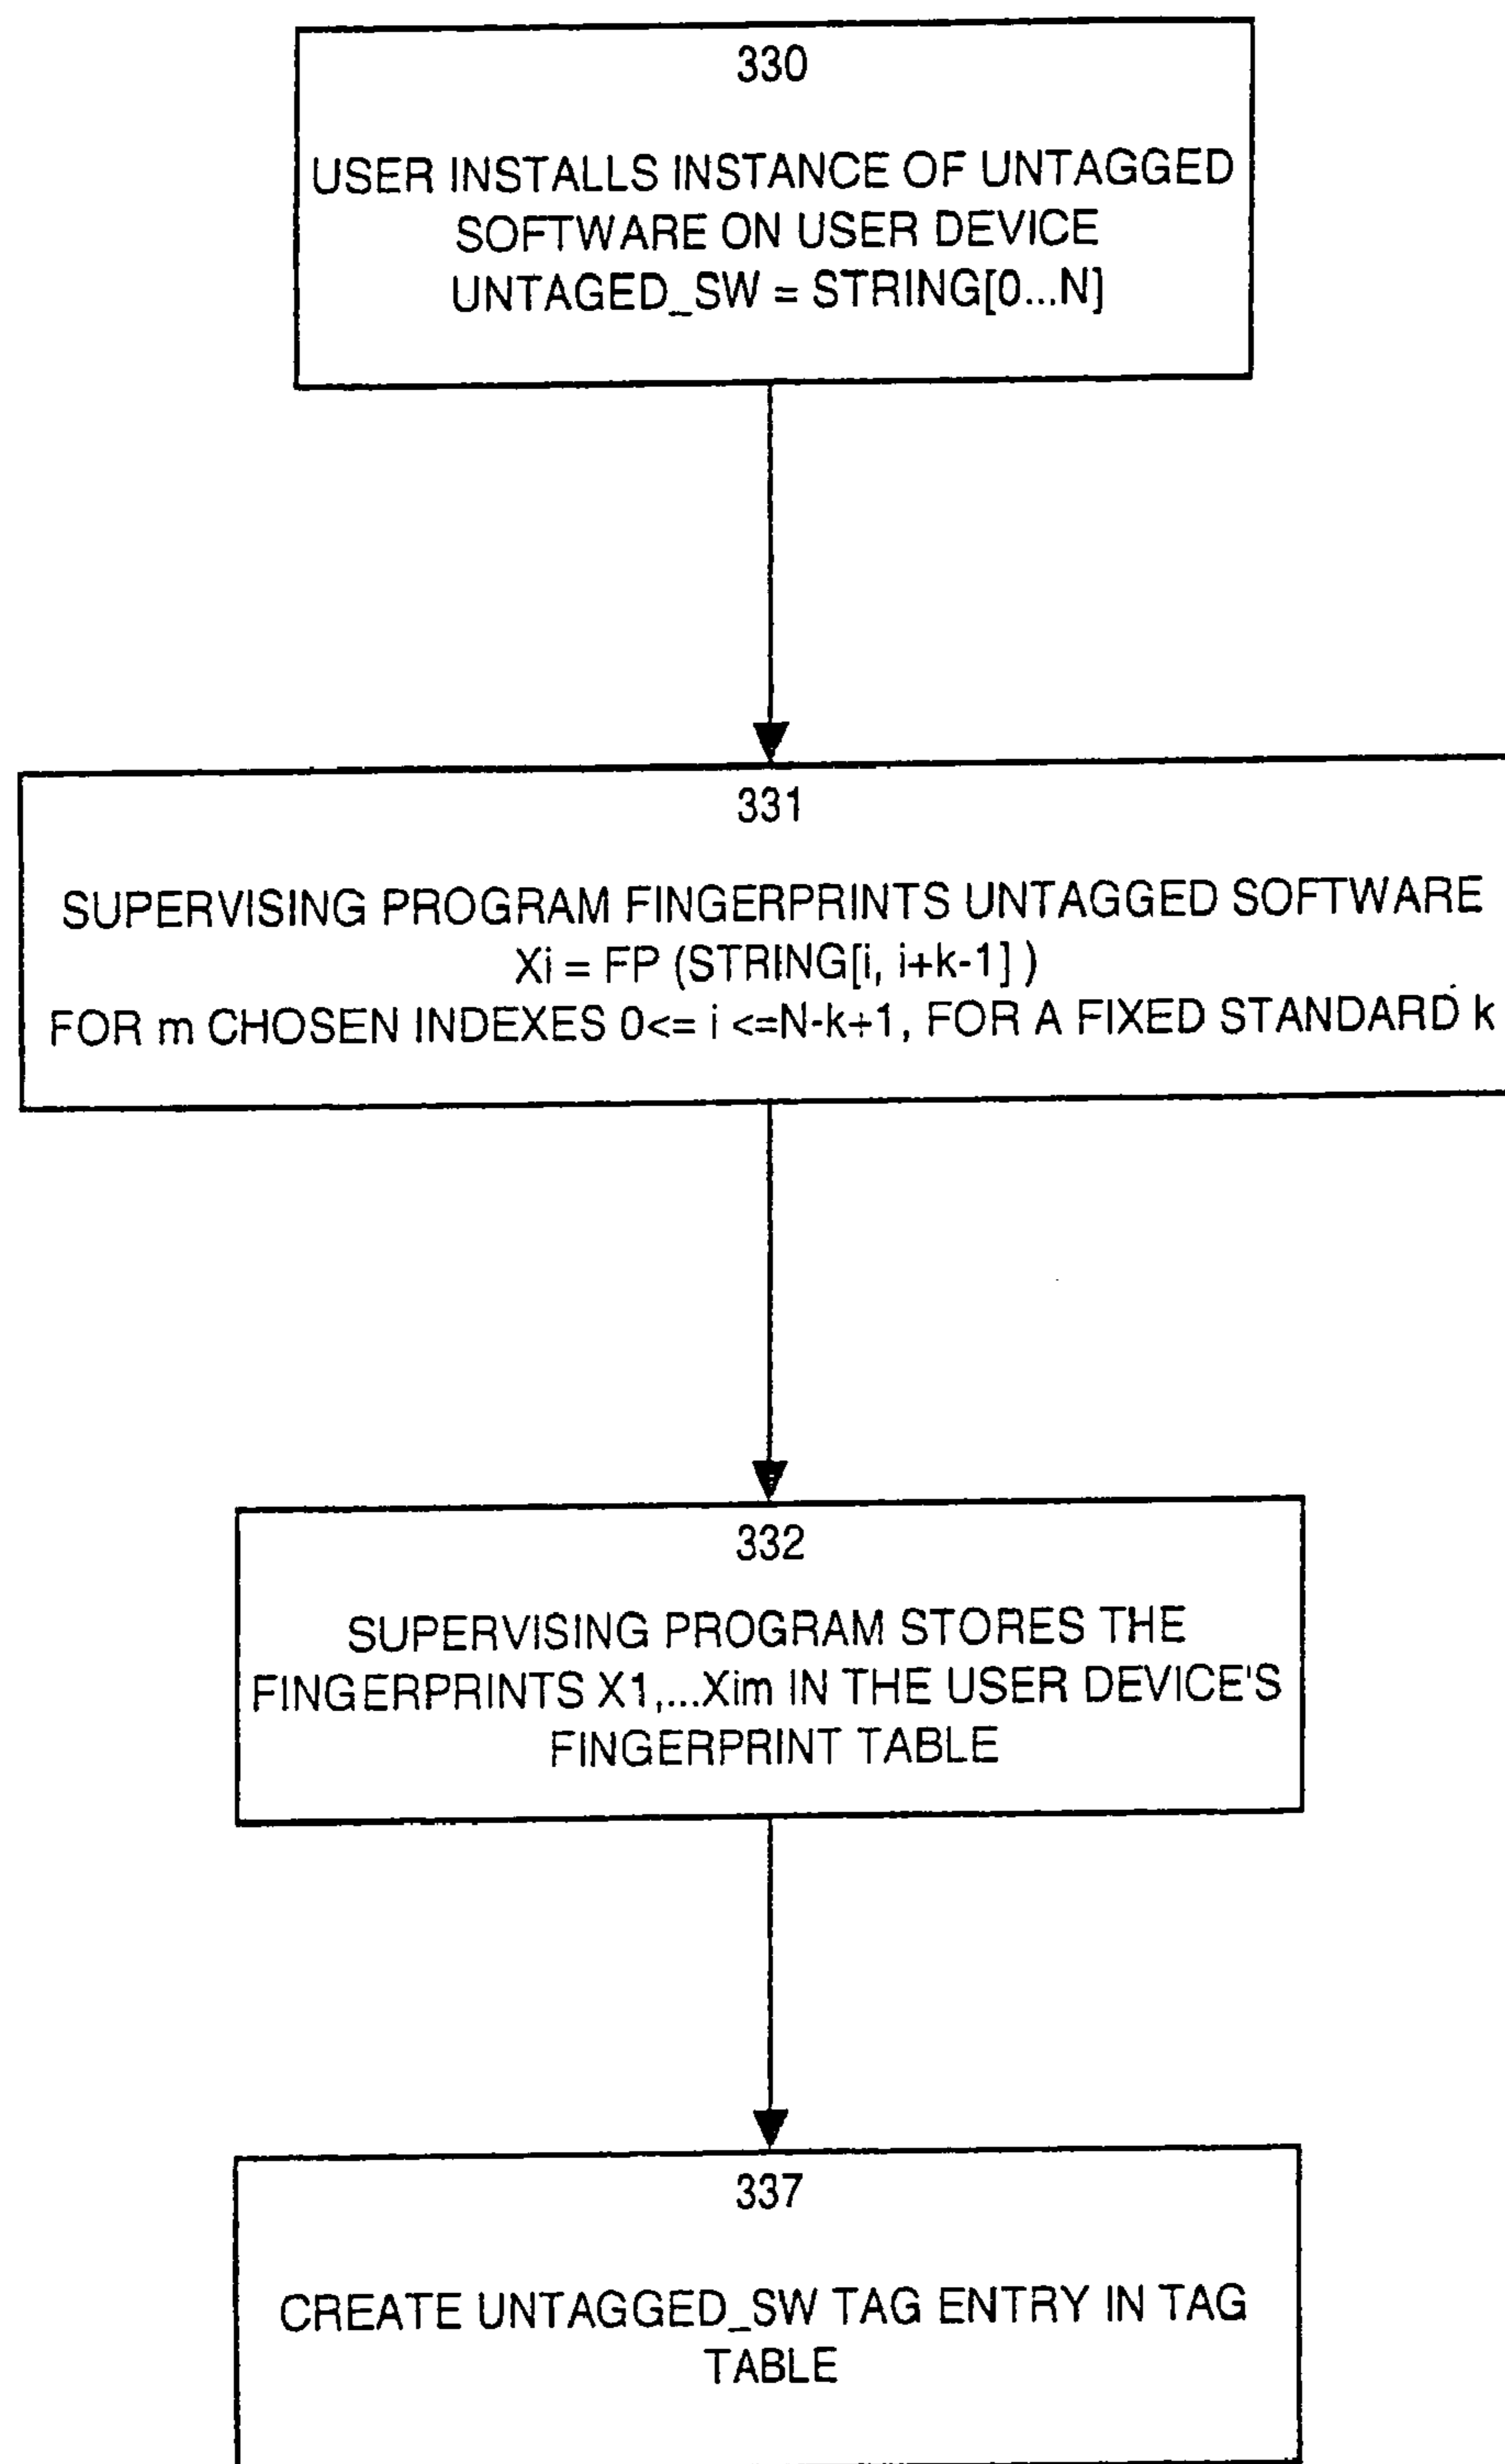 330
USER INSTALLS INSTANCE OF UNTAGGED
SOFTWARE ON USER DEVICE
UNTAGED_SW = STRING[0...N]
331
SUPERVISING PROGRAM FINGERPRINTS UNTAGGED SOFTWARE
Xi = FP (STRING[i, i+k-1] )
FOR m CHOSEN INDEXES 0<= i <=N-k+1, FOR A FIXED STANDARD k
332
SUPERVISING PROGRAM STORES THE
FINGERPRINTS X1,...Xim IN THE USER DEVICE'S
FINGERPRINT TABLE
337
CREATE UNTAGGED_SW TAG ENTRY IN TAG
TABLE